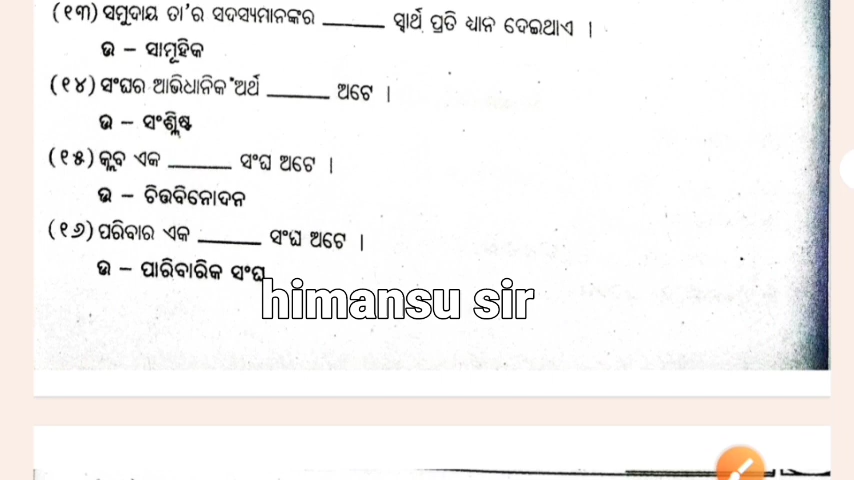 (୧୩) ସମୁଦାୟ ତା'ର ସଦସ୍ୟମାନଙ୍କର ______ ସ୍ୱାର୍ଥ ପ୍ରତି ଧ୍ୟାନ ଦେଇଥାଏ ।
ଉ – ସାମୂହିକ
(୧୪) ସଂଘର ଆଭିଧାନିକ ଅର୍ଥ ______ ଅଟେ ।
ଉ – ସଂଶ୍ଳିଷ୍ଟ
(୧୫) କ୍ଲବ ଏକ ______ ସଂଘ ଅଟେ ।
ଉ – ଚିତ୍ତବିନୋଦନ
(୧୬) ପରିବାର ଏକ ______ ସଂଘ ଅଟେ ।
ଉ – ପାରିବାରିକ ସଂଘ
himansu sir